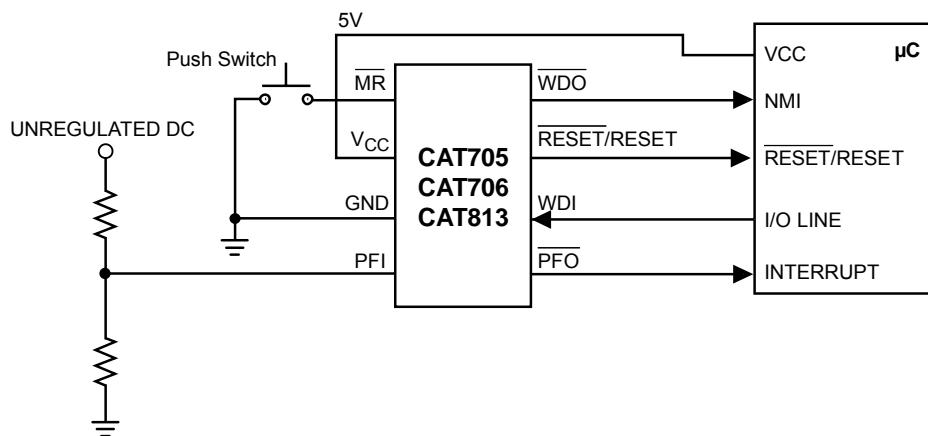 5V
Push Switch
UNREGULATED DC
MR
VCC
GND
PFI
CAT705
CAT706
CAT813
WDO
RESET/RESET
WDI
PFO
µC
VCC
NMI
RESET/RESET
I/O LINE
INTERRUPT